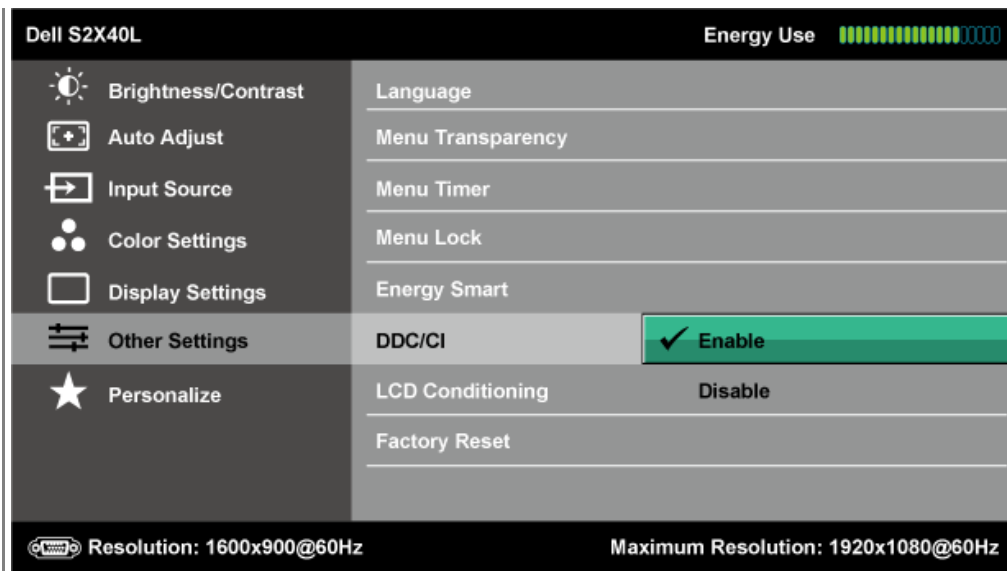 Dell S2X40L Energy Use
Brightness/Contrast Language
Auto Adjust Menu Transparency
Input Source Menu Timer
Color Settings Menu Lock
Display Settings Energy Smart
Other Settings DDC/CI Enable
Personalize LCD Conditioning Disable
Factory Reset
Resolution: 1600x900@60Hz Maximum Resolution: 1920x1080@60Hz